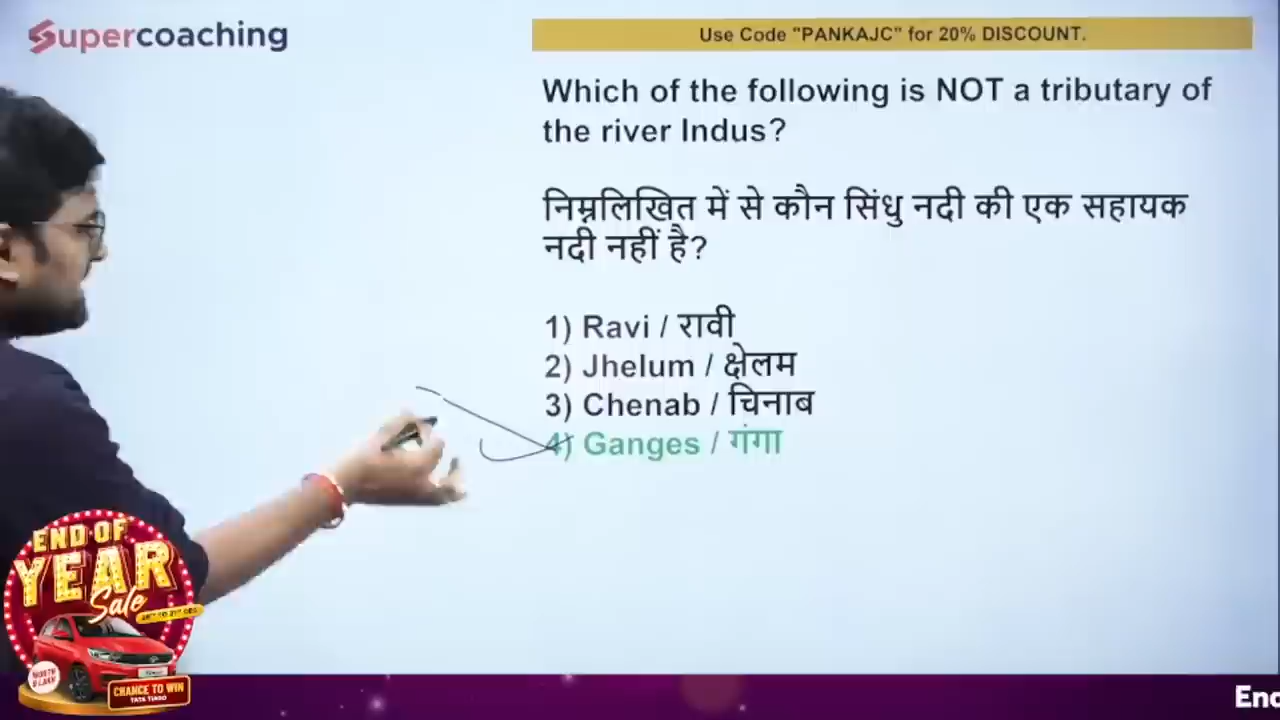 Supercoaching
Use Code "PANKAJC" for 20% DISCOUNT.
Which of the following is NOT a tributary of
the river Indus?
निम्नलिखित में से कौन सिंधु नदी की एक सहायक
नदी नहीं है?
1) Ravi / रावी
2) Jhelum / क्षेलम
3) Chenab / चिनाब
4) Ganges / गंगा
END OF
YEAR
Sale
CHANCE TO WIN
TATA TIAGO